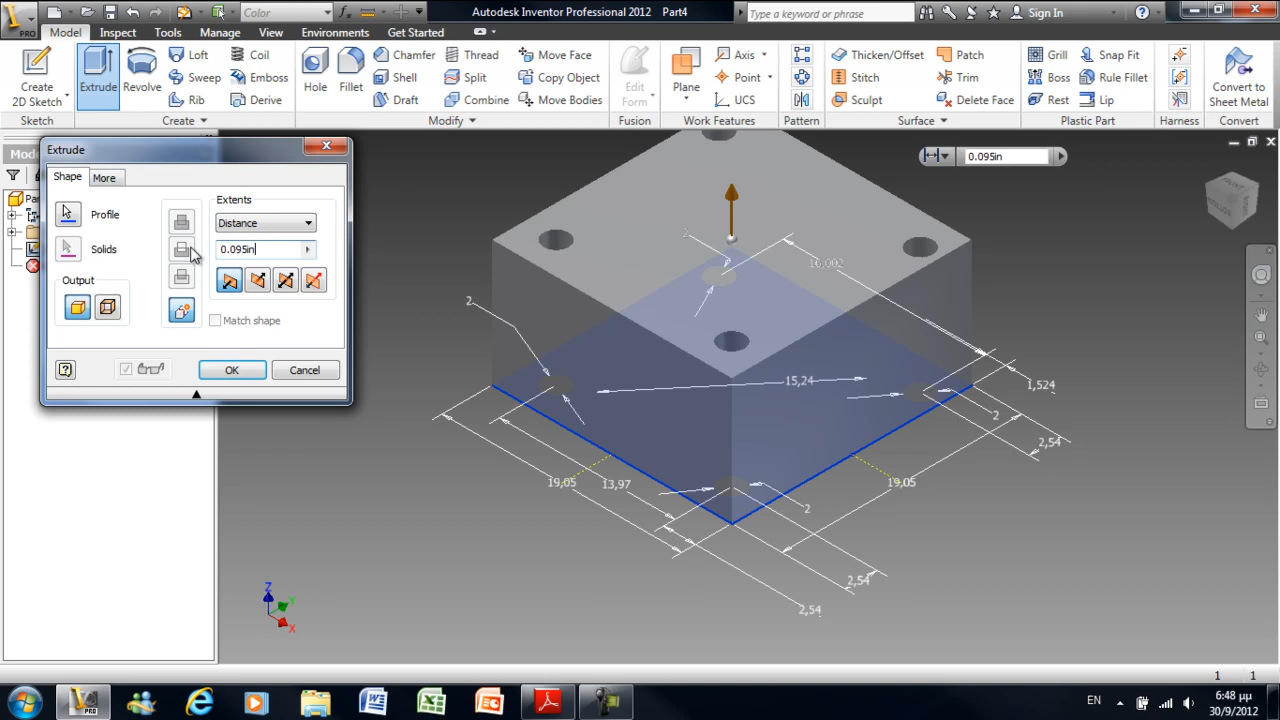 PRO
Color
Autodesk Inventor Professional 2012 Part4
Type a keyword or phrase
Sign In
Model Inspect Tools Manage View Environments Get Started
Create
2D Sketch
Extrude
Revolve
Loft
Sweep
Rib
Coil
Emboss
Derive
Hole
Fillet
Chamfer
Shell
Draft
Thread
Split
Combine
Move Face
Copy Object
Move Bodies
Edit
Form
Plane
Axis
Point
UCS
Thicken/Offset
Stitch
Sculpt
Patch
Trim
Delete Face
Grill
Boss
Rest
Snap Fit
Rule Fillet
Lip
Convert to
Sheet Metal
Sketch
Create
Modify
Fusion
Work Features
Pattern
Surface
Plastic Part
Harness
Convert
Extrude
Shape
More
Profile
Solids
Output
Extents
Distance
0.095in
Match shape
OK
Cancel
0.095in
FRONT
2
16,002
2
15,24
1,524
2
2,54
19,05
13,97
19,05
2
2,54
2,54
Z
Y
X
1 1
PRO
EN
6:48 μμ
30/9/2012